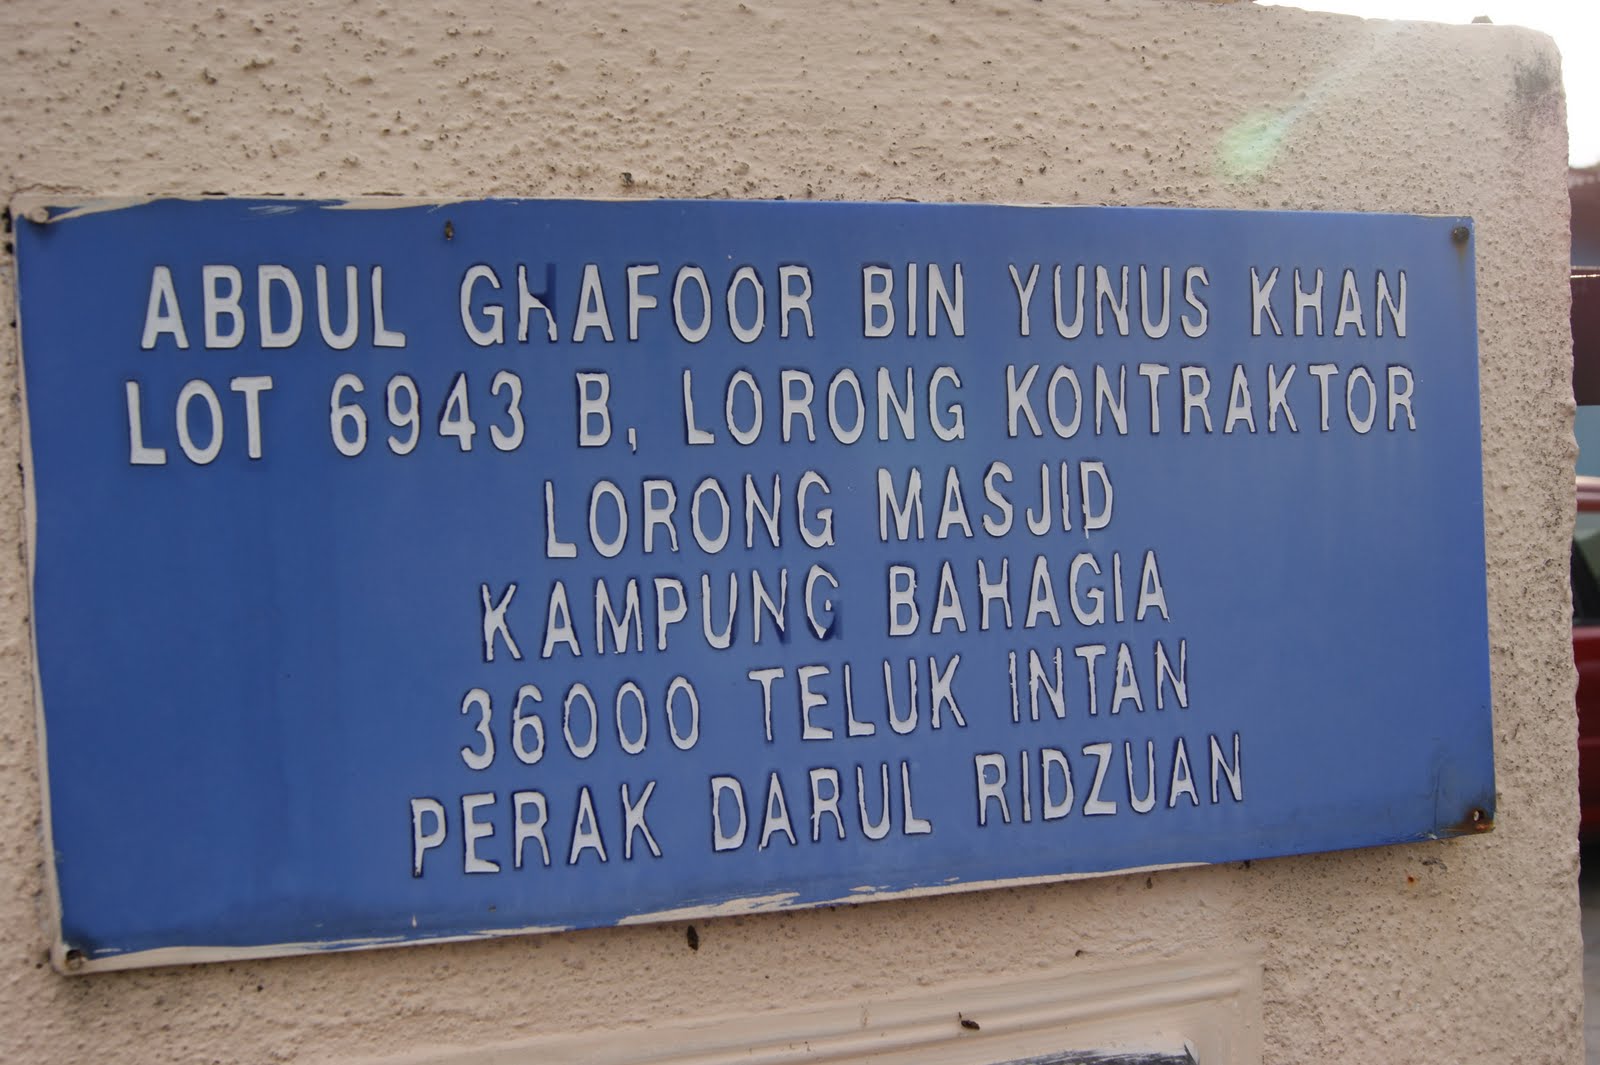 ABDUL GHAFOOR BIN YUNUS KHAN
LOT 6943 B, LORONG KONTRAKTOR
LORONG MASJID
KAMPUNG BAHAGIA
36000 TELUK INTAN
PERAK DARUL RIDZUAN